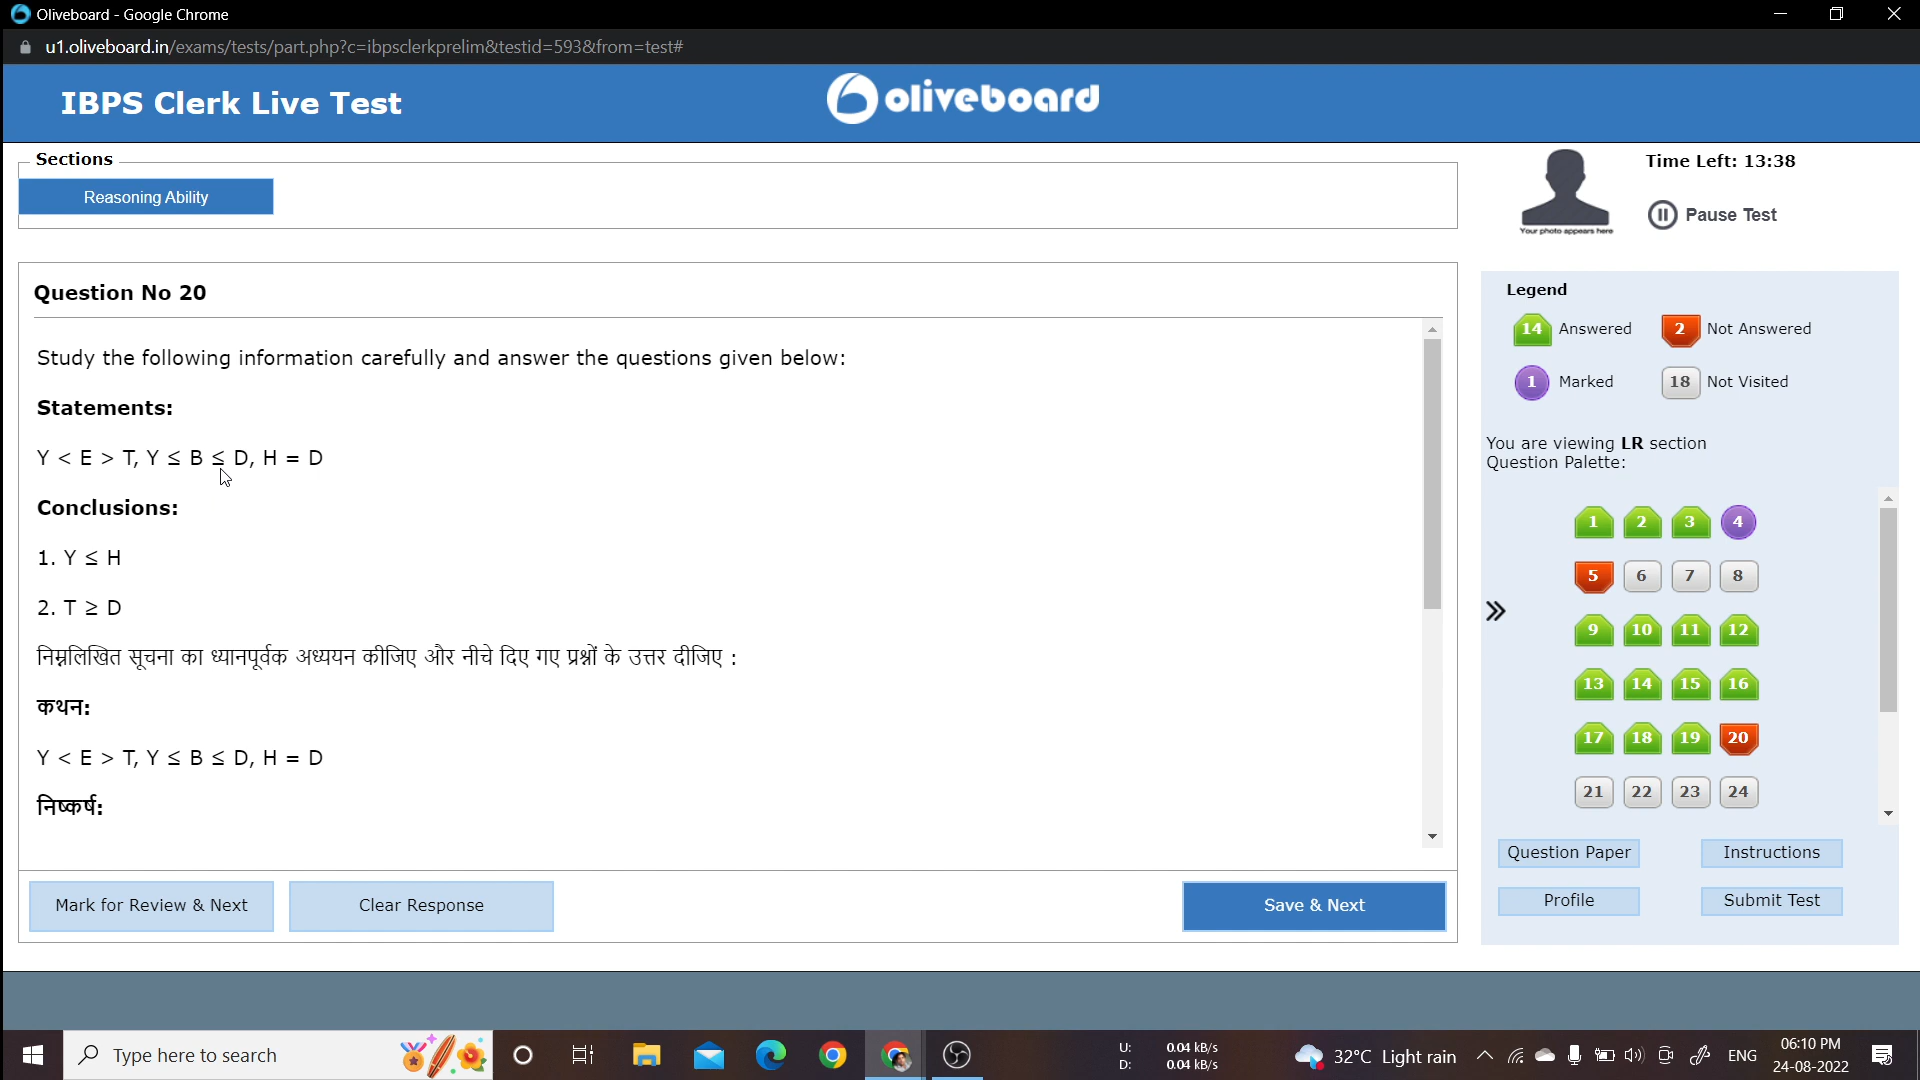 Oliveboard - Google Chrome
u1.oliveboard.in/exams/tests/part.php?c=ibpsclerkprelim&testid=593&from=test#
IBPS Clerk Live Test
oliveboard
Sections
Reasoning Ability
Your photo appears here
Time Left: 13:38
Pause Test
Question No 20
Study the following information carefully and answer the questions given below:
Statements:
Y < E > T, Y ≤ B ≤ D, H = D
Conclusions:
1. Y ≤ H
2. T ≥ D
निम्नलिखित सूचना का ध्यानपूर्वक अध्ययन कीजिए और नीचे दिए गए प्रश्नों के उत्तर दीजिए :
कथन:
Y < E > T, Y ≤ B ≤ D, H = D
निष्कर्ष:
Mark for Review & Next
Clear Response
Save & Next
Legend
14 Answered
2 Not Answered
1 Marked
18 Not Visited
You are viewing LR section
Question Palette:
1 2 3 4
5 6 7 8
9 10 11 12
13 14 15 16
17 18 19 20
21 22 23 24
Question Paper
Instructions
Profile
Submit Test
Type here to search
U: 0.04 kB/s
D: 0.04 kB/s
32°C Light rain
ENG
06:10 PM
24-08-2022